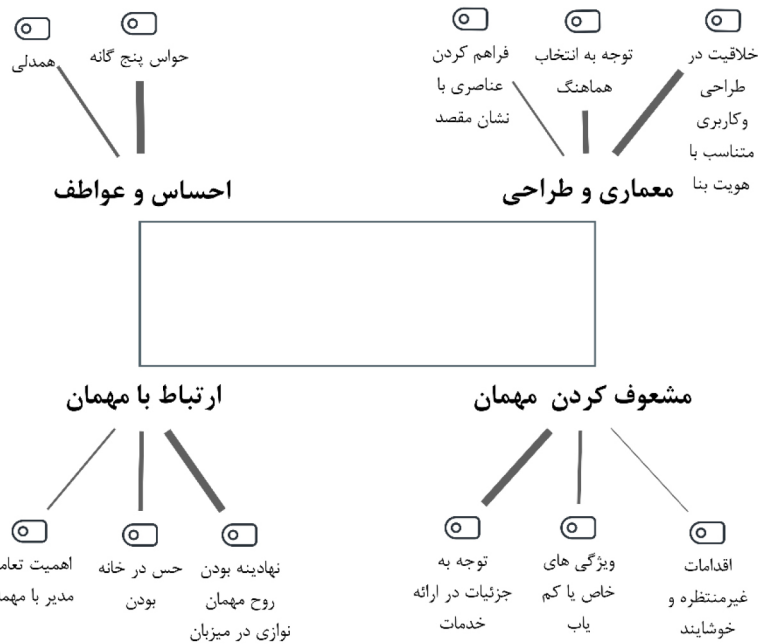 خلاقیت در
طراحی
وکاربری
متناسب با
هویت بنا
توجه به انتخاب
هماهنگ
فراهم کردن
عناصری با
نشان مقصد
حواس پنج گانه
همدلی
معماری و طراحی
احساس و عواطف
مشعوف کردن مهمان
ارتباط با مهمان
اقدامات
غیرمنتظره و
خوشایند
ویژگی های
خاص یا کم
یاب
توجه به
جزئیات در ارائه
خدمات
نهادینه بودن
روح مهمان
نوازی در میزبان
حس در خانه
بودن
اهمیت
مدیر با